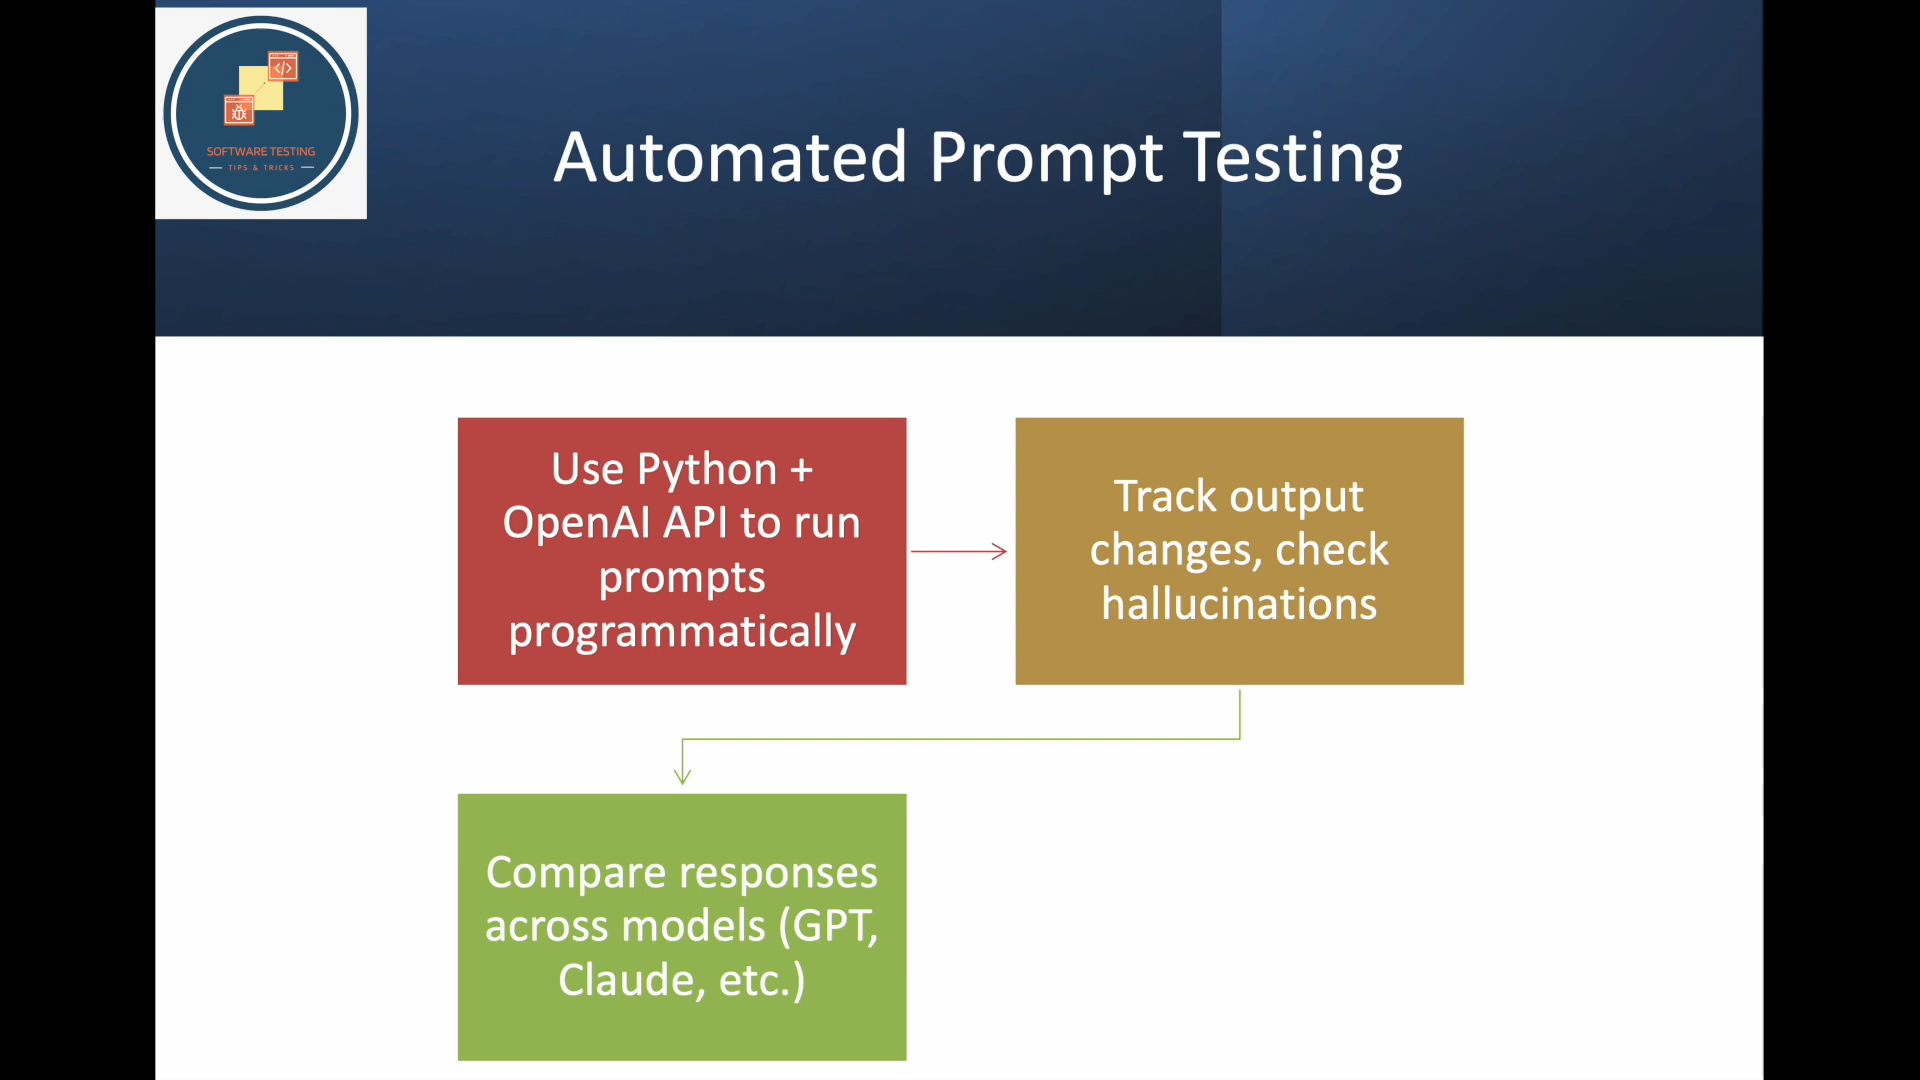 SOFTWARE TESTING
TIPS & TRICKS
Automated Prompt Testing
Use Python +
OpenAI API to run
prompts
programmatically
Track output
changes, check
hallucinations
Compare responses
across models (GPT,
Claude, etc.)